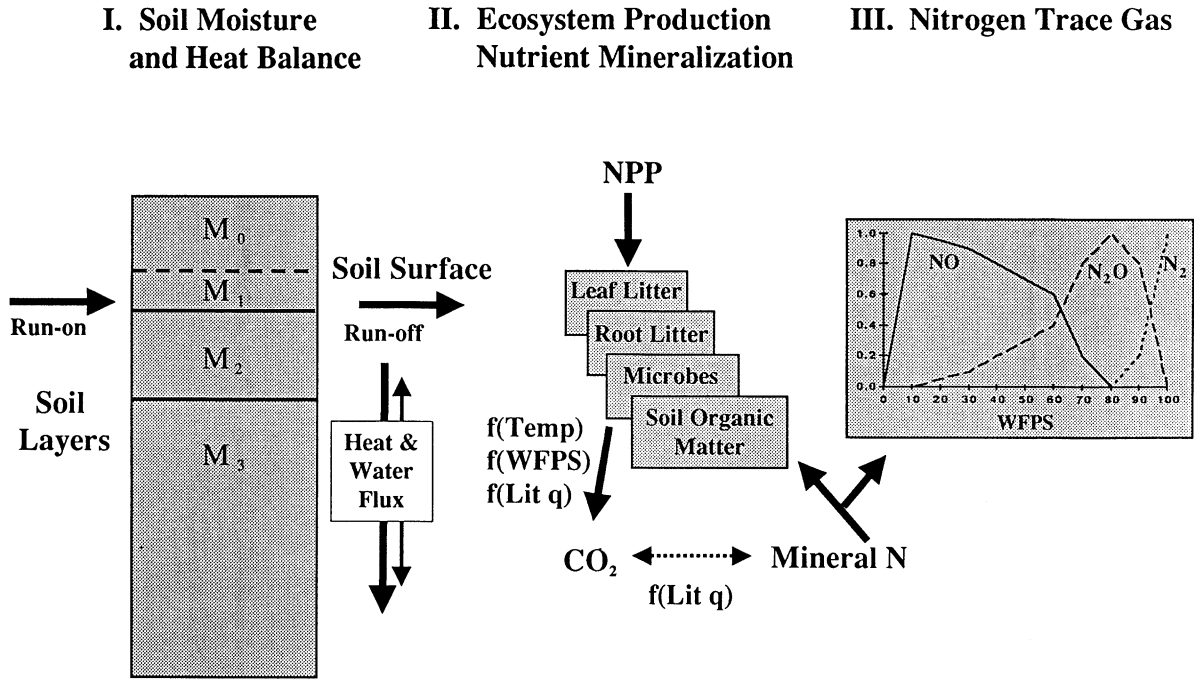 I. Soil Moisture
and Heat Balance
II. Ecosystem Production
Nutrient Mineralization
III. Nitrogen Trace Gas
M₀
M₁
M₂
M₃
Run-on
Soil
Layers
Soil Surface
Run-off
Heat &
Water
Flux
NPP
Leaf Litter
Root Litter
Microbes
Soil Organic
Matter
f(Temp)
f(WFPS)
f(Lit q)
CO₂
f(Lit q)
Mineral N
1.0
0.8
0.6
0.4
0.2
0.0
NO
N₂O
N₂
0 10 20 30 40 50 60 70 80 90 100
WFPS